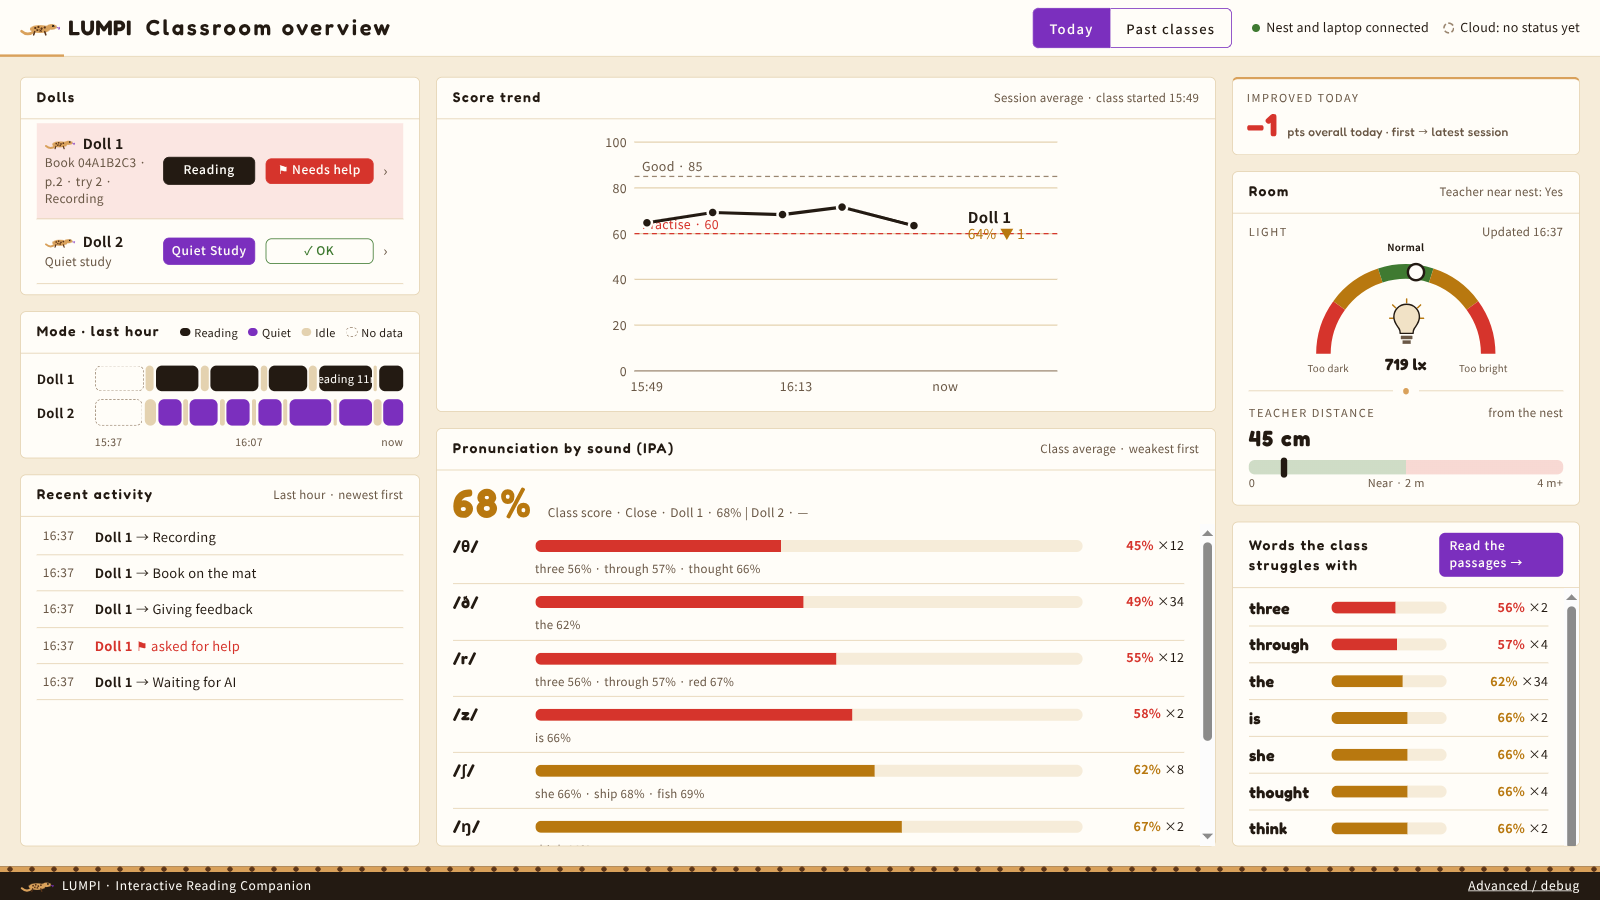 LUMPI Classroom overview
Today
Past classes
Nest and laptop connected
Cloud: no status yet
Dolls
Doll 1
Book 04A1B2C3 ·
p.2 · try 2 ·
Recording
Reading
⚑ Needs help
›
Doll 2
Quiet study
Quiet Study
✓ OK
›
Mode · last hour
Reading
Quiet
Idle
No data
Doll 1
eading 11
Doll 2
15:37
16:07
now
Recent activity
Last hour · newest first
16:37 Doll 1 → Recording
16:37 Doll 1 → Book on the mat
16:37 Doll 1 → Giving feedback
16:37 Doll 1 ⚑ asked for help
16:37 Doll 1 → Waiting for AI
Score trend
Session average · class started 15:49
100
Good · 85
80
actise · 60
60
Doll 1
64% ▼ 1
40
20
0
15:49
16:13
now
Pronunciation by sound (IPA)
Class average · weakest first
68%
Class score · Close · Doll 1 · 68% | Doll 2 · —
/θ/ 45% ×12
three 56% · through 57% · thought 66%
/ð/ 49% ×34
the 62%
/r/ 55% ×12
three 56% · through 57% · red 67%
/z/ 58% ×2
is 66%
/ʃ/ 62% ×8
she 66% · ship 68% · fish 69%
/ŋ/ 67% ×2
IMPROVED TODAY
−1 pts overall today · first → latest session
Room
Teacher near nest: Yes
LIGHT
Updated 16:37
Normal
Too dark
719 lx
Too bright
TEACHER DISTANCE
from the nest
45 cm
0
Near · 2 m
4 m+
Words the class
struggles with
Read the
passages →
three 56% ×2
through 57% ×4
the 62% ×34
is 66% ×2
she 66% ×4
thought 66% ×4
think 66% ×2
LUMPI · Interactive Reading Companion
Advanced / debug